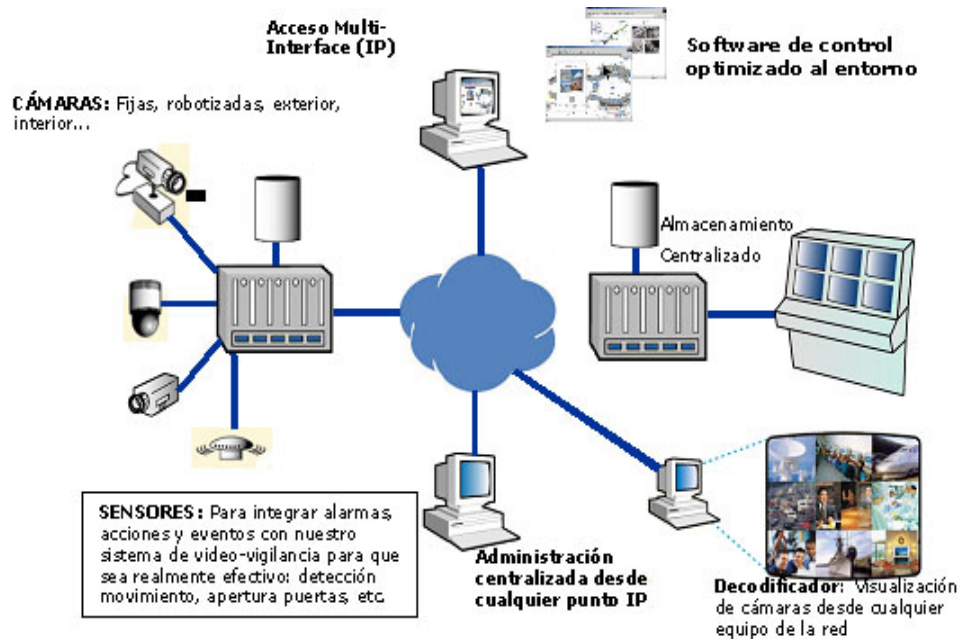 Acceso Multi-
Interface (IP)
Software de control
optimizado al entorno
CÁMARAS: Fijas, robotizadas, exterior,
interior...
Almacenamiento
Centralizado
SENSORES: Para integrar alarmas,
acciones y eventos con nuestro
sistema de video-vigilancia para que
sea realmente efectivo: detección
movimiento, apertura puertas, etc.
Administración
centralizada desde
cualquier punto IP
Decodificador: Visualización
de cámaras desde cualquier
equipo de la red